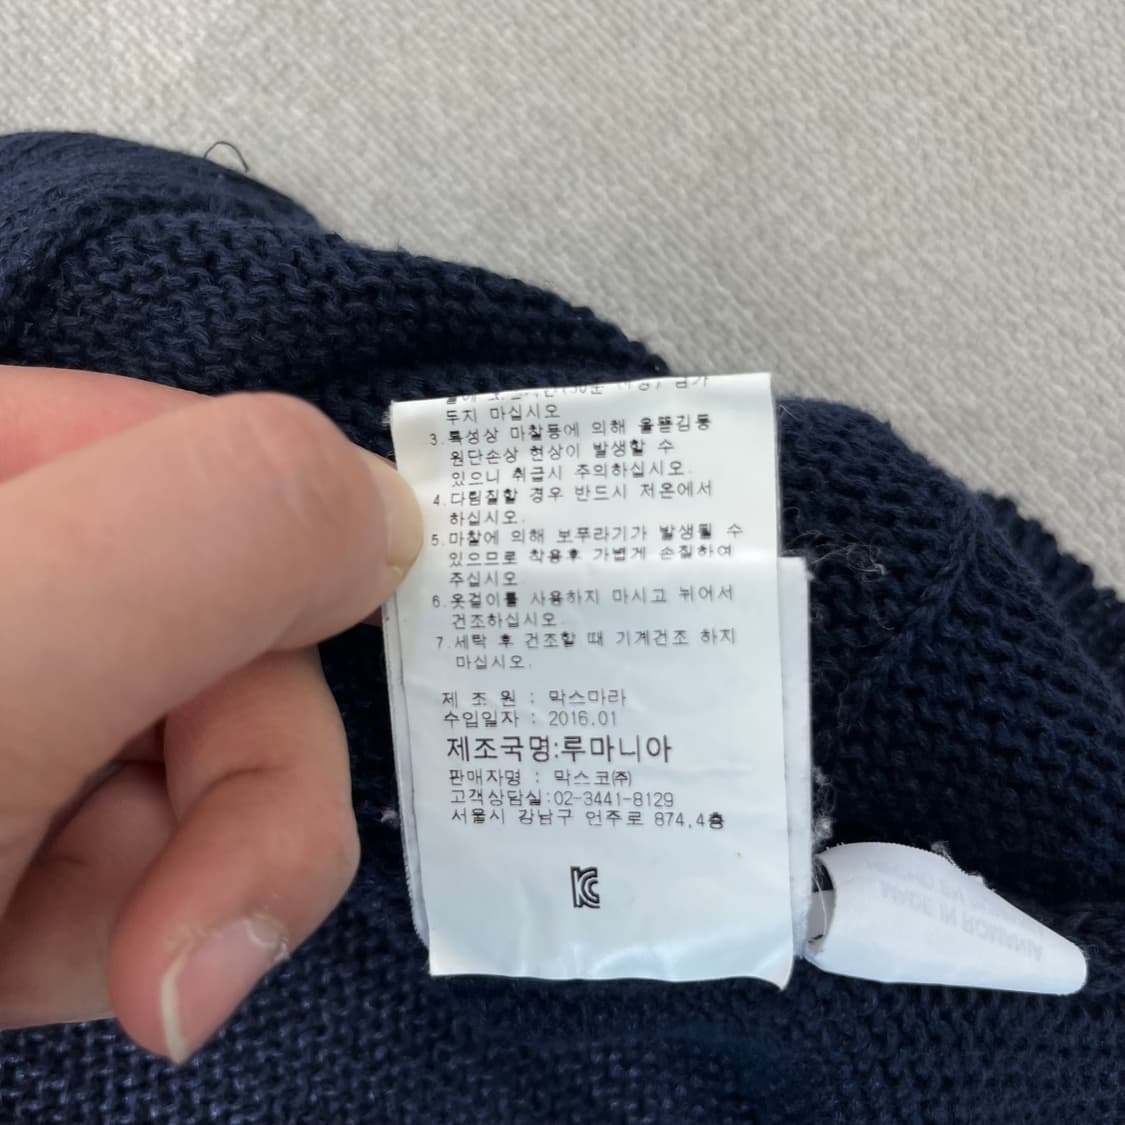 두지 마십시오
3.특성상 마찰등에 의해 올뜯김등
원단손상 현상이 발생할 수
있으니 취급시 주의하십시오.
4.다림질할 경우 반드시 저온에서
하십시오.
5.마찰에 의해 보푸라기가 발생될 수
있으므로 착용후 가볍게 손질하여
주십시오
6.옷걸이를 사용하지 마시고 뉘어서
건조하십시오.
7.세탁 후 건조할 때 기계건조 하지
마십시오.
제 조 원 : 막스마라
수입일자 : 2016.01
제조국명:루마니아
판매자명 : 막스코(주)
고객상담실:02-3441-8129
서울시 강남구 언주로 874,4층
KC
MADE IN ROMANIA